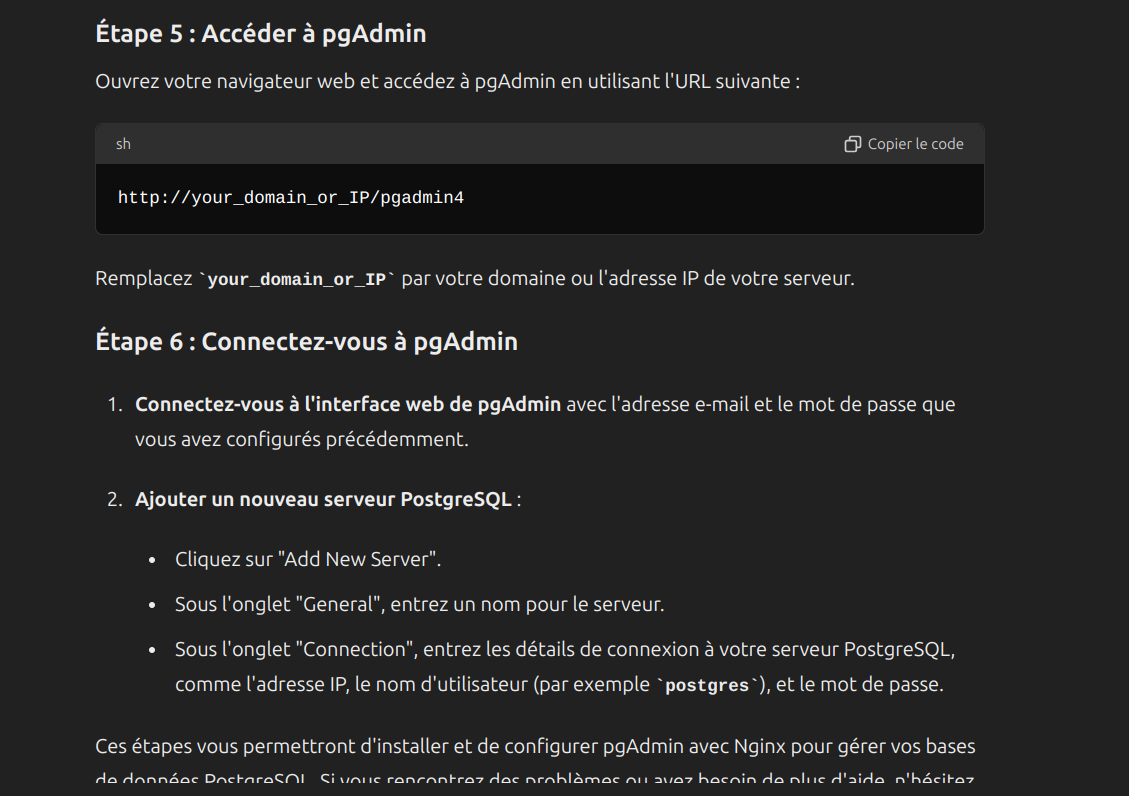 Étape 5 : Accéder à pgAdmin
Ouvrez votre navigateur web et accédez à pgAdmin en utilisant l'URL suivante :
sh
Copier le code
http://your_domain_or_IP/pgadmin4
Remplacez `your_domain_or_IP` par votre domaine ou l'adresse IP de votre serveur.
Étape 6 : Connectez-vous à pgAdmin
1. Connectez-vous à l'interface web de pgAdmin avec l'adresse e-mail et le mot de passe que
vous avez configurés précédemment.
2. Ajouter un nouveau serveur PostgreSQL :
• Cliquez sur "Add New Server".
• Sous l'onglet "General", entrez un nom pour le serveur.
• Sous l'onglet "Connection", entrez les détails de connexion à votre serveur PostgreSQL,
comme l'adresse IP, le nom d'utilisateur (par exemple `postgres`), et le mot de passe.
Ces étapes vous permettront d'installer et de configurer pgAdmin avec Nginx pour gérer vos bases
de données PostgreSQL. Si vous rencontrez des problèmes ou avez besoin de plus d'aide, n'hésitez